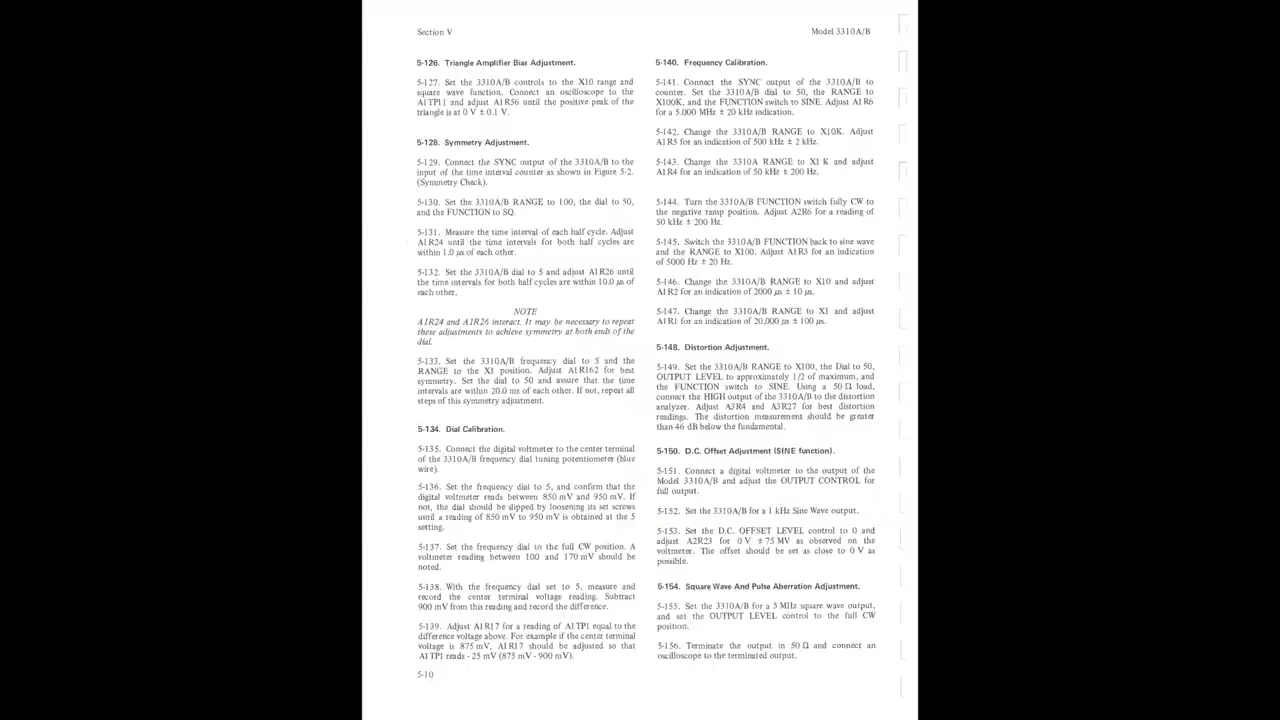 Section V
Model 3310A/B
5-126. Triangle Amplifier Bias Adjustment.
5-127. Set the 3310A/B controls to the X10 range and
square wave function. Connect an oscilloscope to the
A1TP11 and adjust A1R56 until the positive peak of the
triangle is at 0 V ± 0.1 V.
5-128. Symmetry Adjustment.
5-129. Connect the SYNC output of the 3310A/B to the
input of the time interval counter as shown in Figure 5-2.
(Symmetry Check).
5-130. Set the 3310A/B RANGE to 100, the dial to 50,
and the FUNCTION to SQ.
5-131. Measure the time interval of each half cycle. Adjust
A1R24 until the time intervals for both half cycles are
within 1.0 µs of each other.
5-132. Set the 3310A/B dial to 5 and adjust A1R26 until
the time intervals for both half cycles are within 10.0 µs of
each other.
NOTE
A1R24 and A1R26 interact. It may be necessary to repeat
these adjustments to achieve symmetry at both ends of the
dial.
5-133. Set the 3310A/B frequency dial to 5 and the
RANGE to the X1 position. Adjust A1R162 for best
symmetry. Set the dial to 50 and assure that the time
intervals are within 20.0 ms of each other. If not, repeat all
steps of this symmetry adjustment.
5-134. Dial Calibration.
5-135. Connect the digital voltmeter to the center terminal
of the 3310A/B frequency dial tuning potentiometer (blue
wire).
5-136. Set the frequency dial to 5, and confirm that the
digital voltmeter reads between 850 mV and 950 mV. If
not, the dial should be slipped by loosening its set screws
until a reading of 850 mV to 950 mV is obtained at the 5
setting.
5-137. Set the frequency dial to the full CW position. A
voltmeter reading between 100 and 170 mV should be
noted.
5-138. With the frequency dial set to 5, measure and
record the center terminal voltage reading. Subtract
900 mV from this reading and record the difference.
5-139. Adjust A1R17 for a reading of A1TP1 equal to the
difference voltage above. For example if the center terminal
voltage is 875 mV, A1R17 should be adjusted so that
A1TP1 reads - 25 mV (875 mV - 900 mV).
5-10
5-140. Frequency Calibration.
5-141. Connect the SYNC output of the 3310A/B to
counter. Set the 3310A/B dial to 50, the RANGE to
X100K, and the FUNCTION switch to SINE. Adjust A1R6
for a 5.000 MHz ± 20 kHz indication.
5-142. Change the 3310A/B RANGE to X10K. Adjust
A1R5 for an indication of 500 kHz ± 2 kHz.
5-143. Change the 3310A RANGE to X1 K and adjust
A1R4 for an indication of 50 kHz ± 200 Hz.
5-144. Turn the 3310A/B FUNCTION switch fully CW to
the negative ramp position. Adjust A2R6 for a reading of
50 kHz ± 200 Hz.
5-145. Switch the 3310A/B FUNCTION back to sine wave
and the RANGE to X100. Adjust A1R3 for an indication
of 5000 Hz ± 20 Hz.
5-146. Change the 3310A/B RANGE to X10 and adjust
A1R2 for an indication of 2000 µs ± 10 µs.
5-147. Change the 3310A/B RANGE to X1 and adjust
A1R1 for an indication of 20,000 µs ± 100 µs.
5-148. Distortion Adjustment.
5-149. Set the 3310A/B RANGE to X100, the Dial to 50,
OUTPUT LEVEL to approximately 1/2 of maximum, and
the FUNCTION switch to SINE. Using a 50 Ω load,
connect the HIGH output of the 3310A/B to the distortion
analyzer. Adjust A3R4 and A3R27 for best distortion
readings. The distortion measurement should be greater
than 46 dB below the fundamental.
5-150. D.C. Offset Adjustment (SINE function).
5-151. Connect a digital voltmeter to the output of the
Model 3310A/B and adjust the OUTPUT CONTROL for
full output.
5-152. Set the 3310A/B for a 1 kHz Sine Wave output.
5-153. Set the D.C. OFFSET LEVEL control to 0 and
adjust A2R23 for 0 V ± 75 MV as observed on the
voltmeter. The offset should be set as close to 0 V as
possible.
5-154. Square Wave And Pulse Aberration Adjustment.
5-155. Set the 3310A/B for a 5 MHz square wave output,
and set the OUTPUT LEVEL control to the full CW
position.
5-156. Terminate the output in 50 Ω and connect an
oscilloscope to the terminated output.